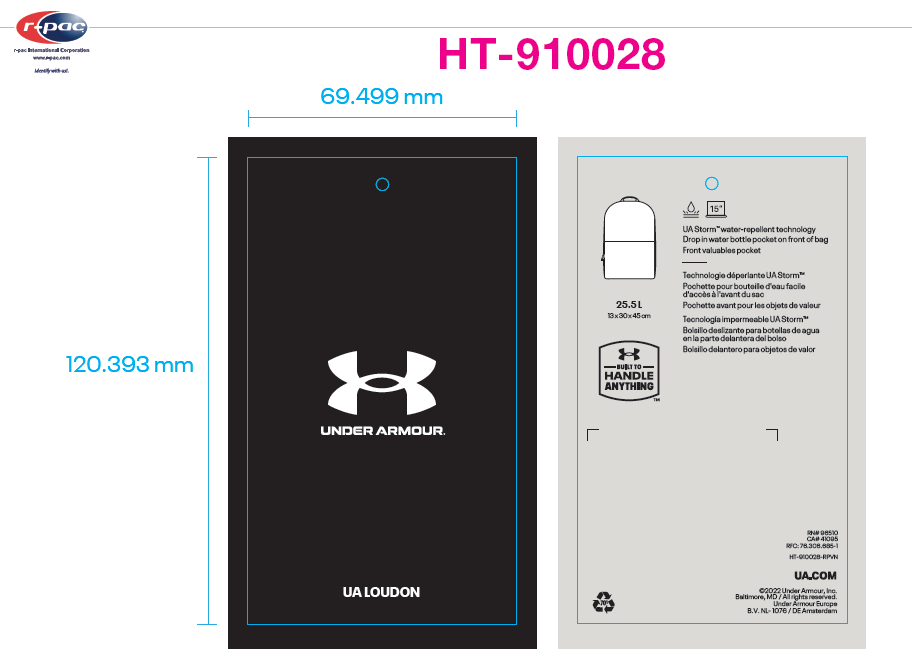 r-pac
r-pac International Corporation
www.r-pac.com
Identify with us!.
HT-910028
69.499 mm
120.393 mm
UNDER ARMOUR.
UA LOUDON
15"
UA Storm™ water-repellent technology
Drop in water bottle pocket on front of bag
Front valuables pocket
Technologie déperlante UA Storm™
Pochette pour bouteille d'eau facile
d'accès à l'avant du sac
Pochette avant pour les objets de valeur
Tecnología impermeable UA Storm™
Bolsillo deslizante para botellas de agua
en la parte delantera del bolso
Bolsillo delantero para objetos de valor
25.5 L
13 x 30 x 45 cm
BUILT TO
HANDLE
ANYTHING
™
RN# 96510
CA# 41095
RFC: 76.306.685-1
HT-910028-RPVN
UA.COM
©2022 Under Armour, Inc.
Baltimore, MD / All rights reserved.
Under Armour Europe
B.V. NL- 1076 / DE Amsterdam